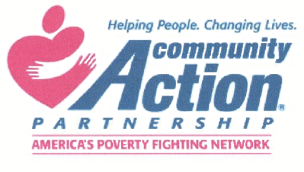 Helping People. Changing Lives.
community
Action®
PARTNERSHIP
AMERICA'S POVERTY FIGHTING NETWORK